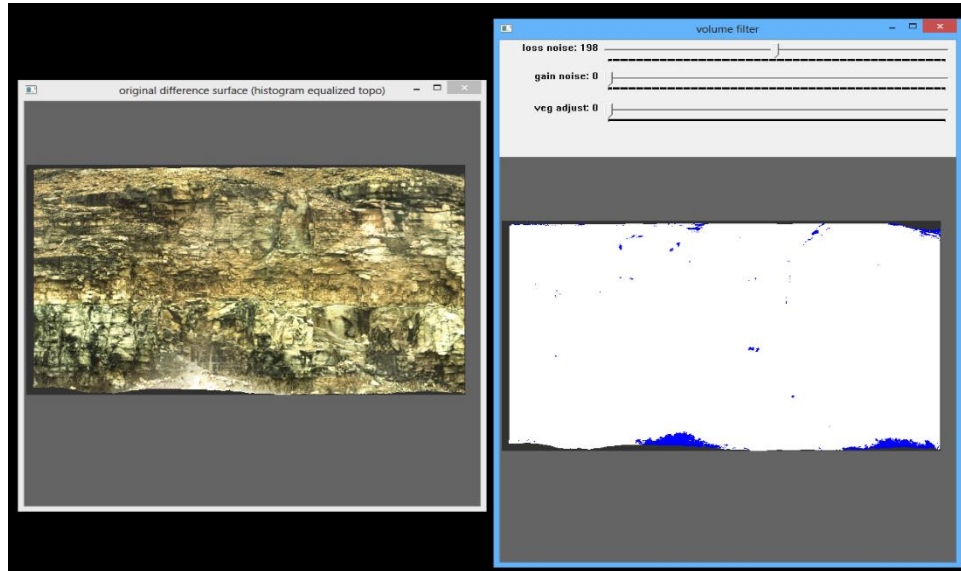 original difference surface (histogram equalized topo)
volume filter
loss noise: 198
gain noise: 0
veg adjust: 0